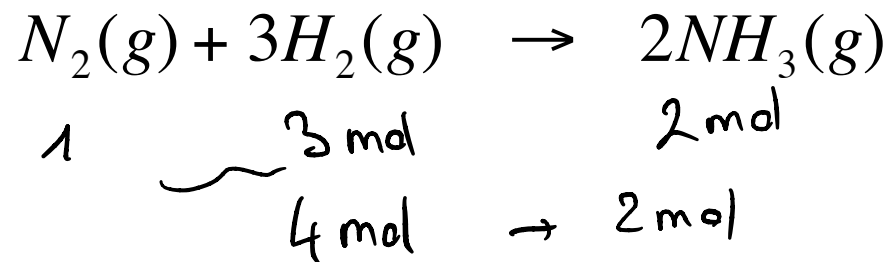 N₂(g) + 3H₂(g) → 2NH₃(g)
1 3 mol 2 mol
4 mol → 2 mol